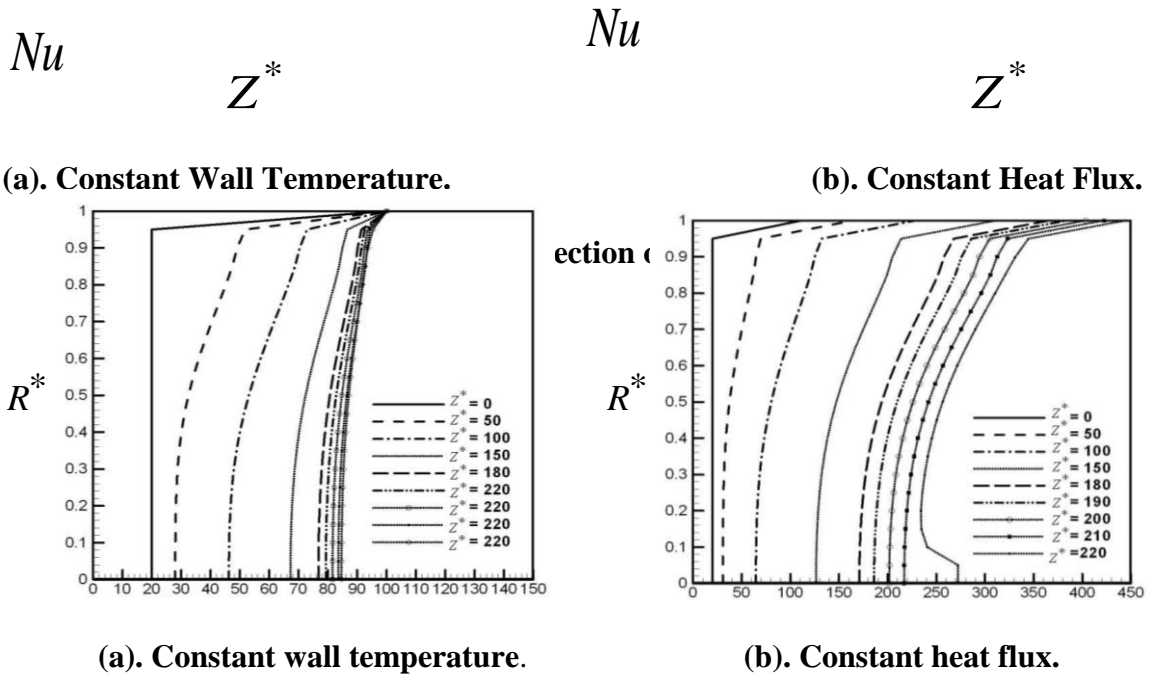 Nu
Nu
Z*
Z*
(a). Constant Wall Temperature.
(b). Constant Heat Flux.
ection
R*
1
0.9
0.8
0.7
0.6
0.5
0.4
0.3
0.2
0.1
0
0 10 20 30 40 50 60 70 80 90 100 110 120 130 140 150
Z* = 0
Z* = 50
Z* = 100
Z* = 150
Z* = 180
Z* = 220
Z* = 220
Z* = 220
Z* = 220
R*
1
0.9
0.8
0.7
0.6
0.5
0.4
0.3
0.2
0.1
0
0 50 100 150 200 250 300 350 400 450
Z* = 0
Z* = 50
Z* = 100
Z* = 150
Z* = 180
Z* = 190
Z* = 200
Z* = 210
Z* =220
(a). Constant wall temperature.
(b). Constant heat flux.